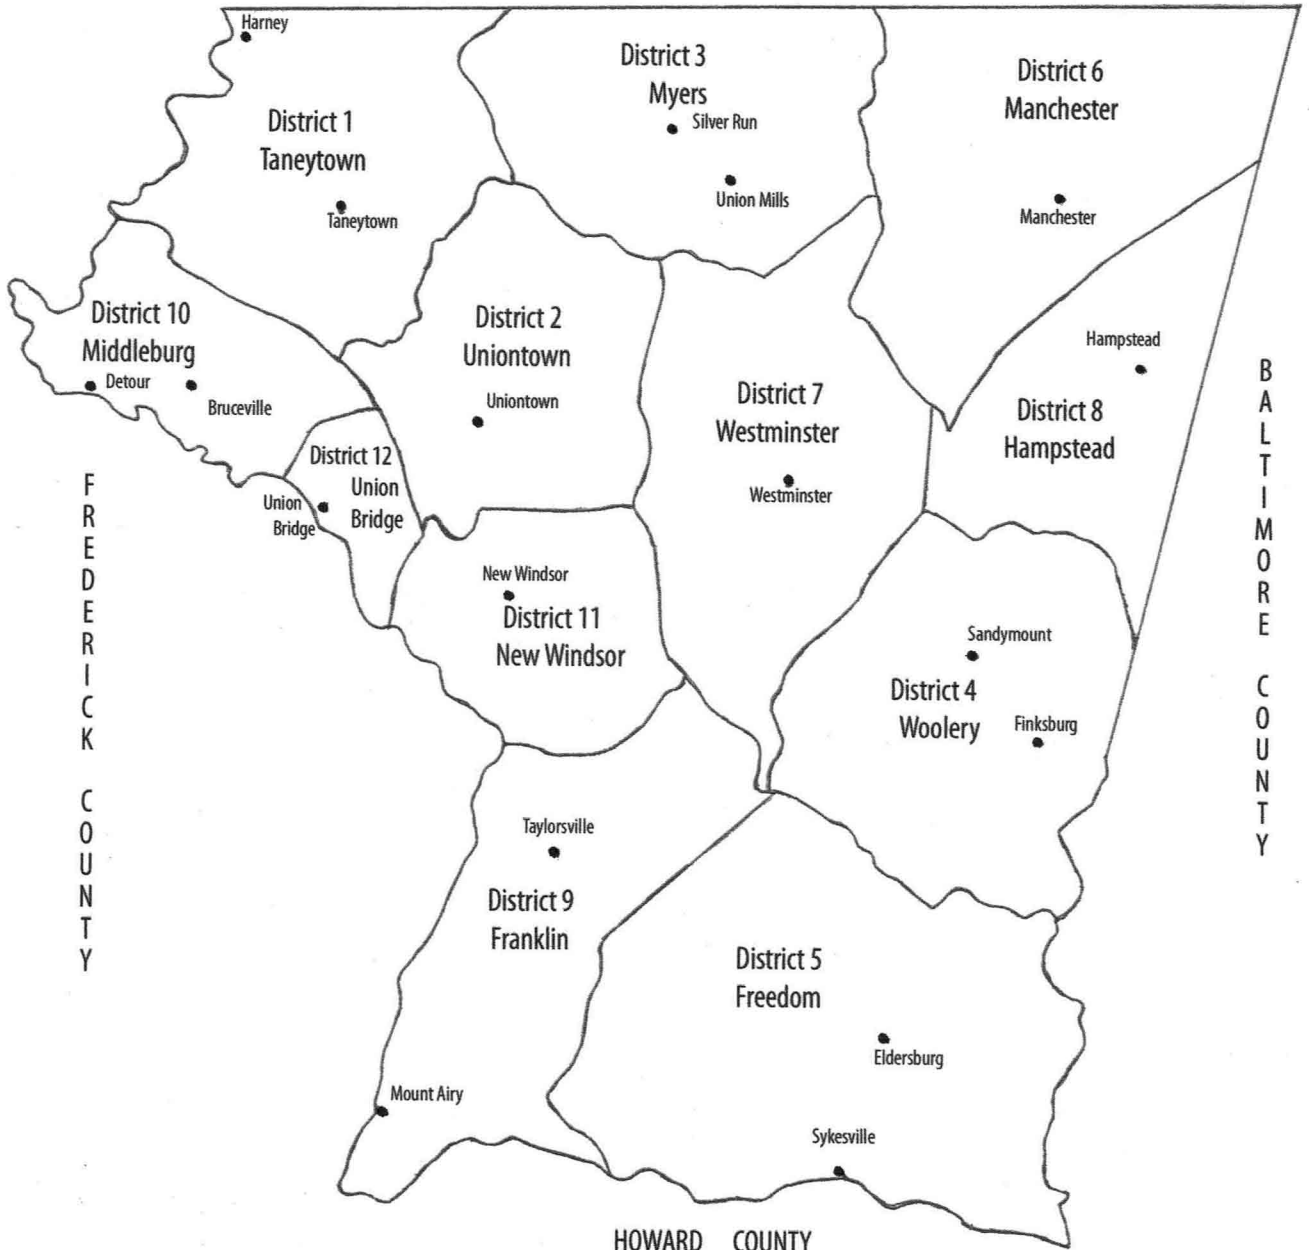 Harney
District 1
Taneytown
Taneytown
District 3
Myers
Silver Run
Union Mills
District 6
Manchester
Manchester
District 10
Middleburg
Detour
Bruceville
District 2
Uniontown
Uniontown
District 7
Westminster
Westminster
Hampstead
District 8
Hampstead
District 12
Union
Bridge
Union
Bridge
New Windsor
District 11
New Windsor
Sandymount
District 4
Woolery
Finksburg
Taylorsville
District 9
Franklin
Mount Airy
District 5
Freedom
Eldersburg
Sykesville
FREDERICK COUNTY
BALTIMORE COUNTY
HOWARD COUNTY